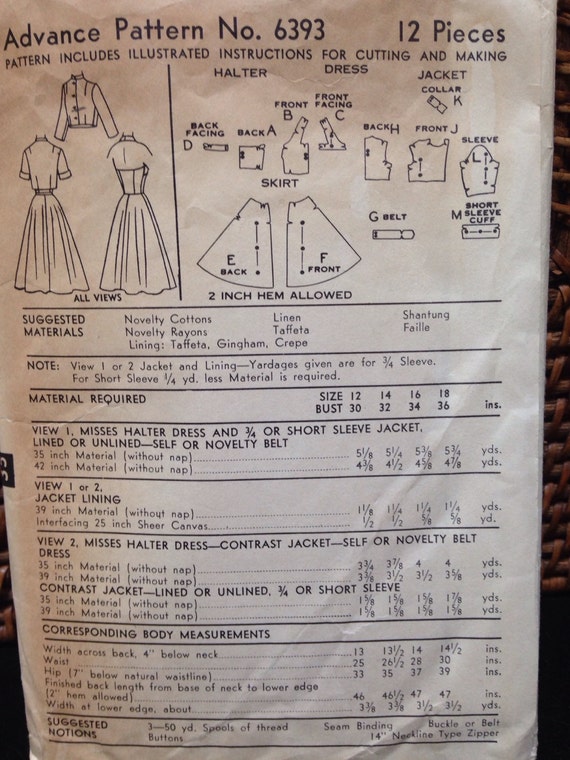 Advance Pattern No. 6393 12 Pieces
PATTERN INCLUDES ILLUSTRATED INSTRUCTIONS FOR CUTTING AND MAKING
HALTER DRESS JACKET
COLLAR K
FRONT B
FRONT FACING C
BACK FACING D
BACK A
BACK H
FRONT J
SLEEVE L
SKIRT
G BELT
SHORT SLEEVE CUFF M
E BACK
F FRONT
ALL VIEWS
2 INCH HEM ALLOWED
SUGGESTED MATERIALS
Novelty Cottons Linen Shantung
Novelty Rayons Taffeta Faille
Lining: Taffeta, Gingham, Crepe
NOTE: View 1 or 2 Jacket and Lining—Yardages given are for 3/4 Sleeve.
For Short Sleeve 1/4 yd. less Material is required.
MATERIAL REQUIRED SIZE 12 14 16 18
BUST 30 32 34 36 ins.
VIEW 1, MISSES HALTER DRESS AND 3/4 OR SHORT SLEEVE JACKET,
LINED OR UNLINED—SELF OR NOVELTY BELT
35 inch Material (without nap) 5 1/8 5 1/4 5 3/8 5 3/4 yds.
42 inch Material (without nap) 4 3/8 4 1/2 4 5/8 4 7/8 yds.
VIEW 1 or 2,
JACKET LINING
39 inch Material (without nap) 1 1/8 1 1/4 1 1/4 1 1/4 yds.
Interfacing 25 inch Sheer Canvas 1/2 1/2 5/8 5/8 yd.
VIEW 2, MISSES HALTER DRESS—CONTRAST JACKET—SELF OR NOVELTY BELT
DRESS
35 inch Material (without nap) 3 3/4 3 7/8 4 4 yds.
39 inch Material (without nap) 3 3/8 3 1/2 3 1/2 3 5/8 yds.
CONTRAST JACKET—LINED OR UNLINED, 3/4 OR SHORT SLEEVE
35 inch Material (without nap) 1 5/8 1 5/8 1 5/8 1 7/8 yds.
39 inch Material (without nap) 1 5/8 1 5/8 1 5/8 1 5/8 yds.
CORRESPONDING BODY MEASUREMENTS
Width across back, 4" below neck 13 13 1/2 14 14 1/2 ins.
Waist 25 26 1/2 28 30 ins.
Hip (7" below natural waistline) 33 35 37 39 ins.
Finished back length from base of neck to lower edge
(2" hem allowed) 46 46 1/2 47 47 ins.
Width at lower edge, about 3 3/8 3 3/8 3 1/2 3 1/2 yds.
SUGGESTED NOTIONS
3—50 yd. Spools of thread Seam Binding Buckle or Belt
Buttons 14" Neckline Type Zipper